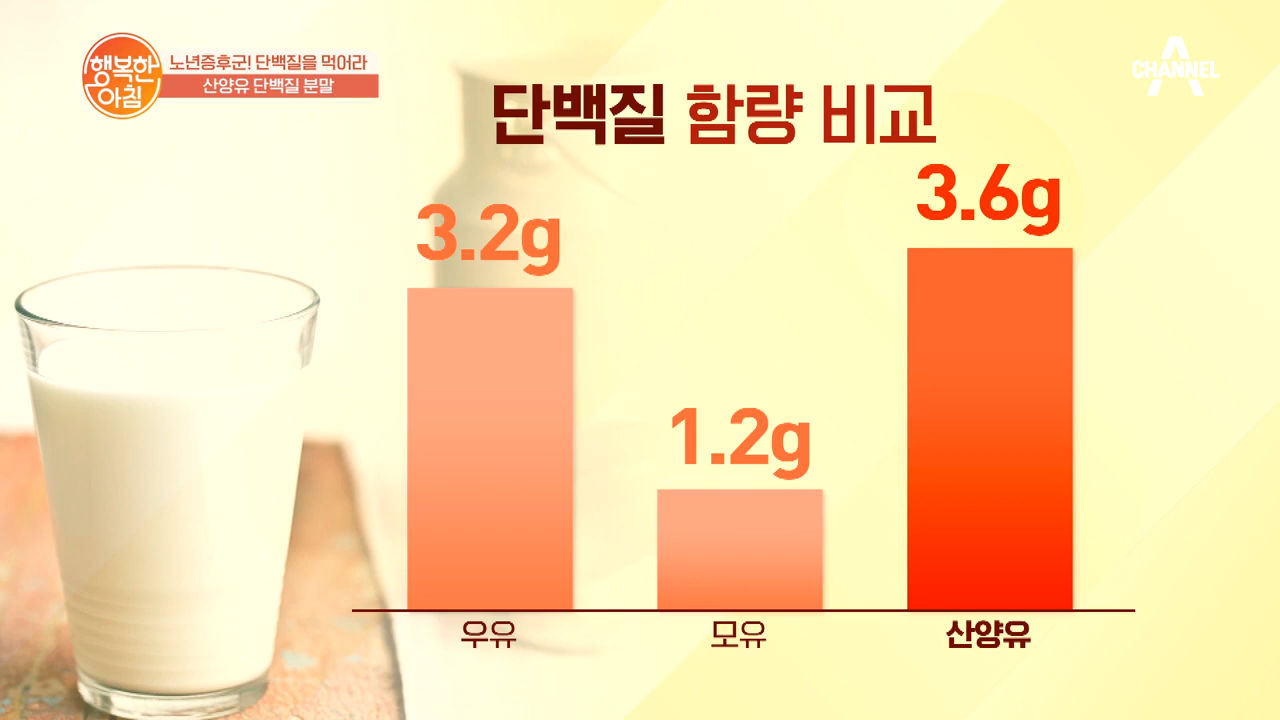 행복한
아침
노년증후군! 단백질을 먹어라
산양유 단백질 분말
CHANNEL A
단백질 함량 비교
3.2g
1.2g
3.6g
우유
모유
산양유